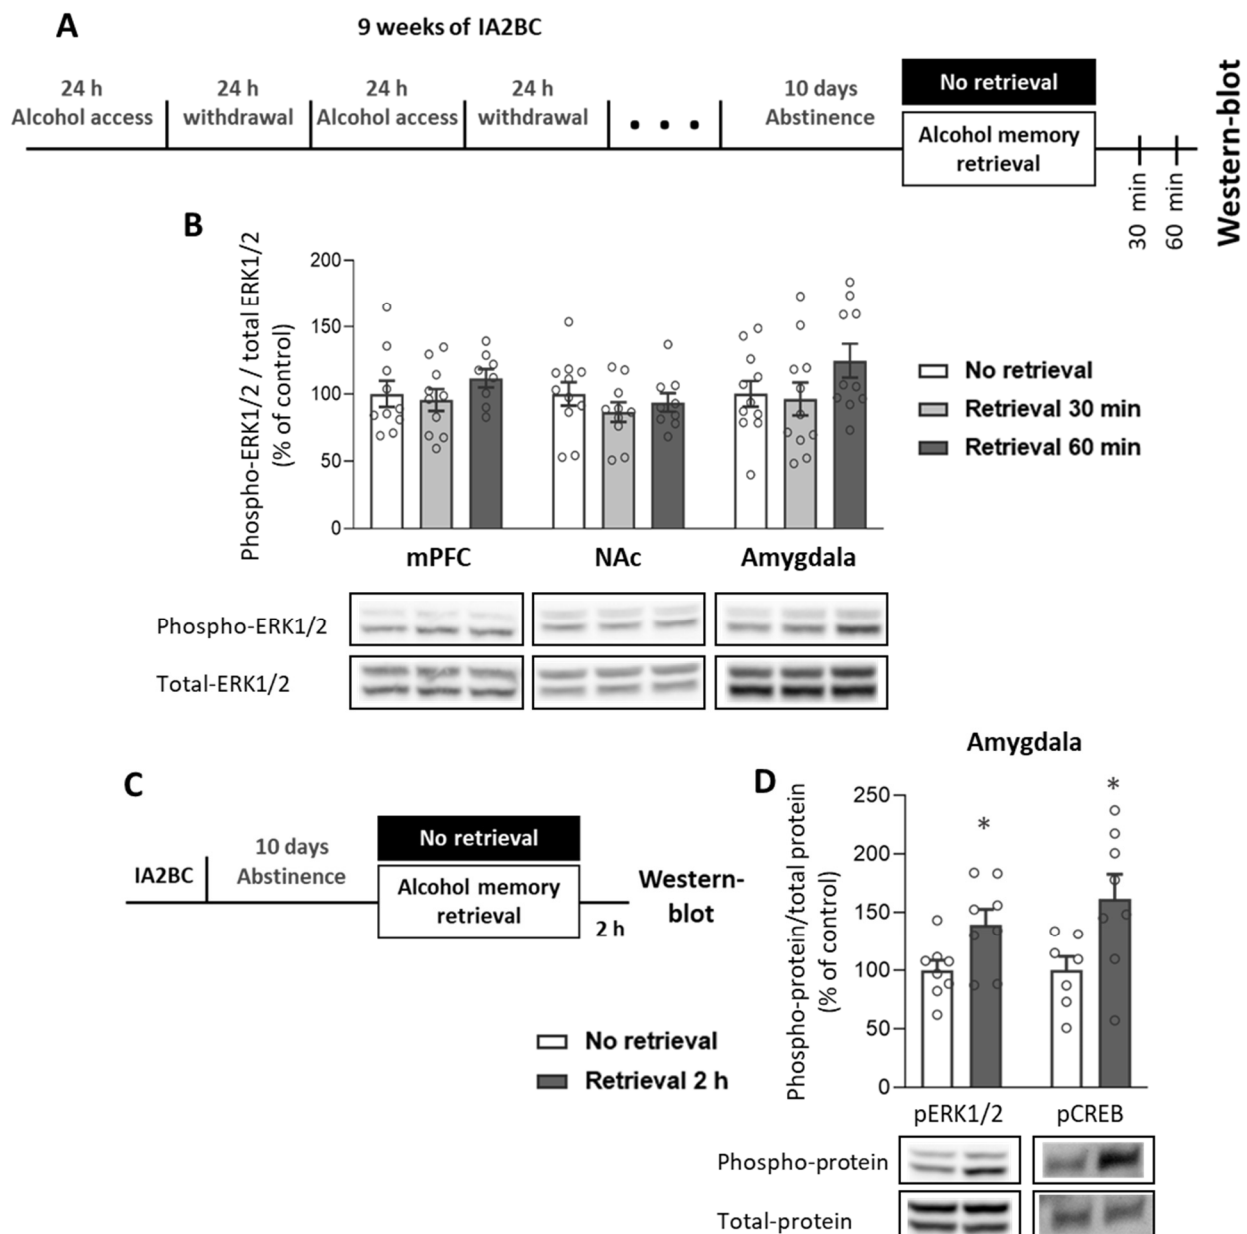 A
9 weeks of IA2BC
24 h
Alcohol access
24 h
withdrawal
24 h
Alcohol access
24 h
withdrawal
10 days
Abstinence
No retrieval
Alcohol memory
retrieval
30 min
60 min
Western-blot
B
Phospho-ERK1/2 / total ERK1/2
(% of control)
200
150
100
50
0
mPFC
NAc
Amygdala
No retrieval
Retrieval 30 min
Retrieval 60 min
Phospho-ERK1/2
Total-ERK1/2
C
IA2BC
10 days
Abstinence
No retrieval
Alcohol memory
retrieval
2 h
Western-
blot
No retrieval
Retrieval 2 h
Amygdala
D
Phospho-protein/total protein
(% of control)
250
200
150
100
50
0
*
*
pERK1/2
pCREB
Phospho-protein
Total-protein